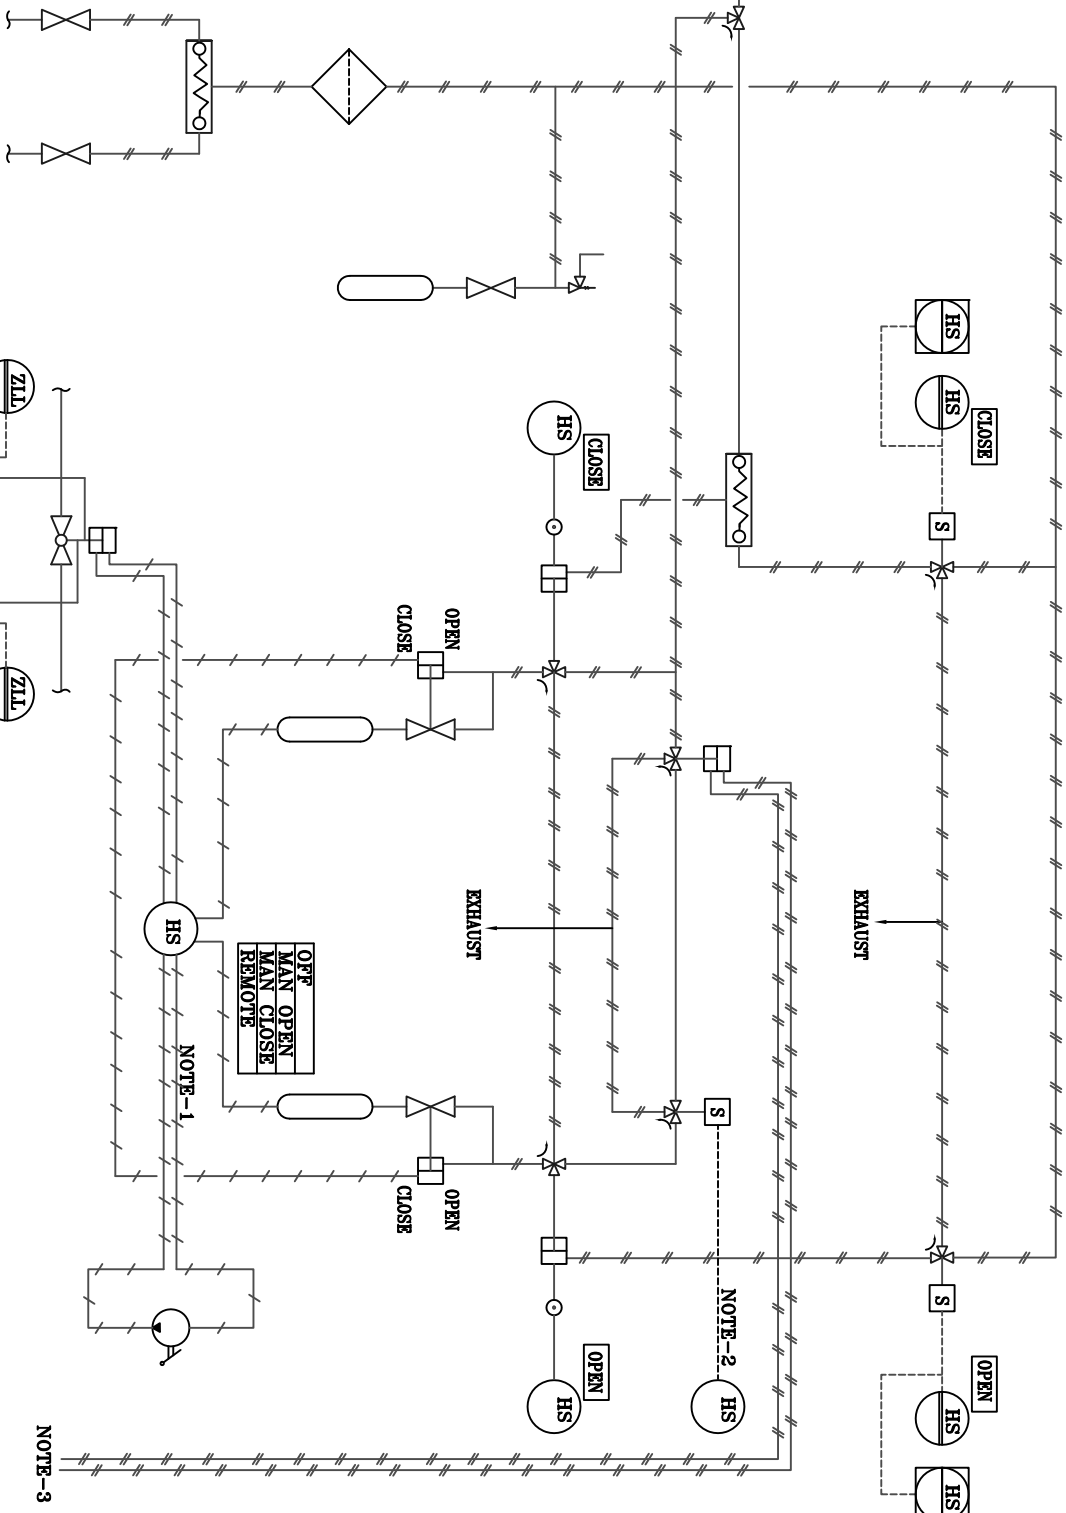 CLOSE
OPEN
HS
HS
S
S
HS
HS
EXHAUST
NOTE-2
HS
S
CLOSE
OPEN
HS
HS
EXHAUST
OPEN
OPEN
CLOSE
CLOSE
OFF
MAN OPEN
MAN CLOSE
REMOTE
NOTE-1
HS
NOTE-3
ZLL
ZLL